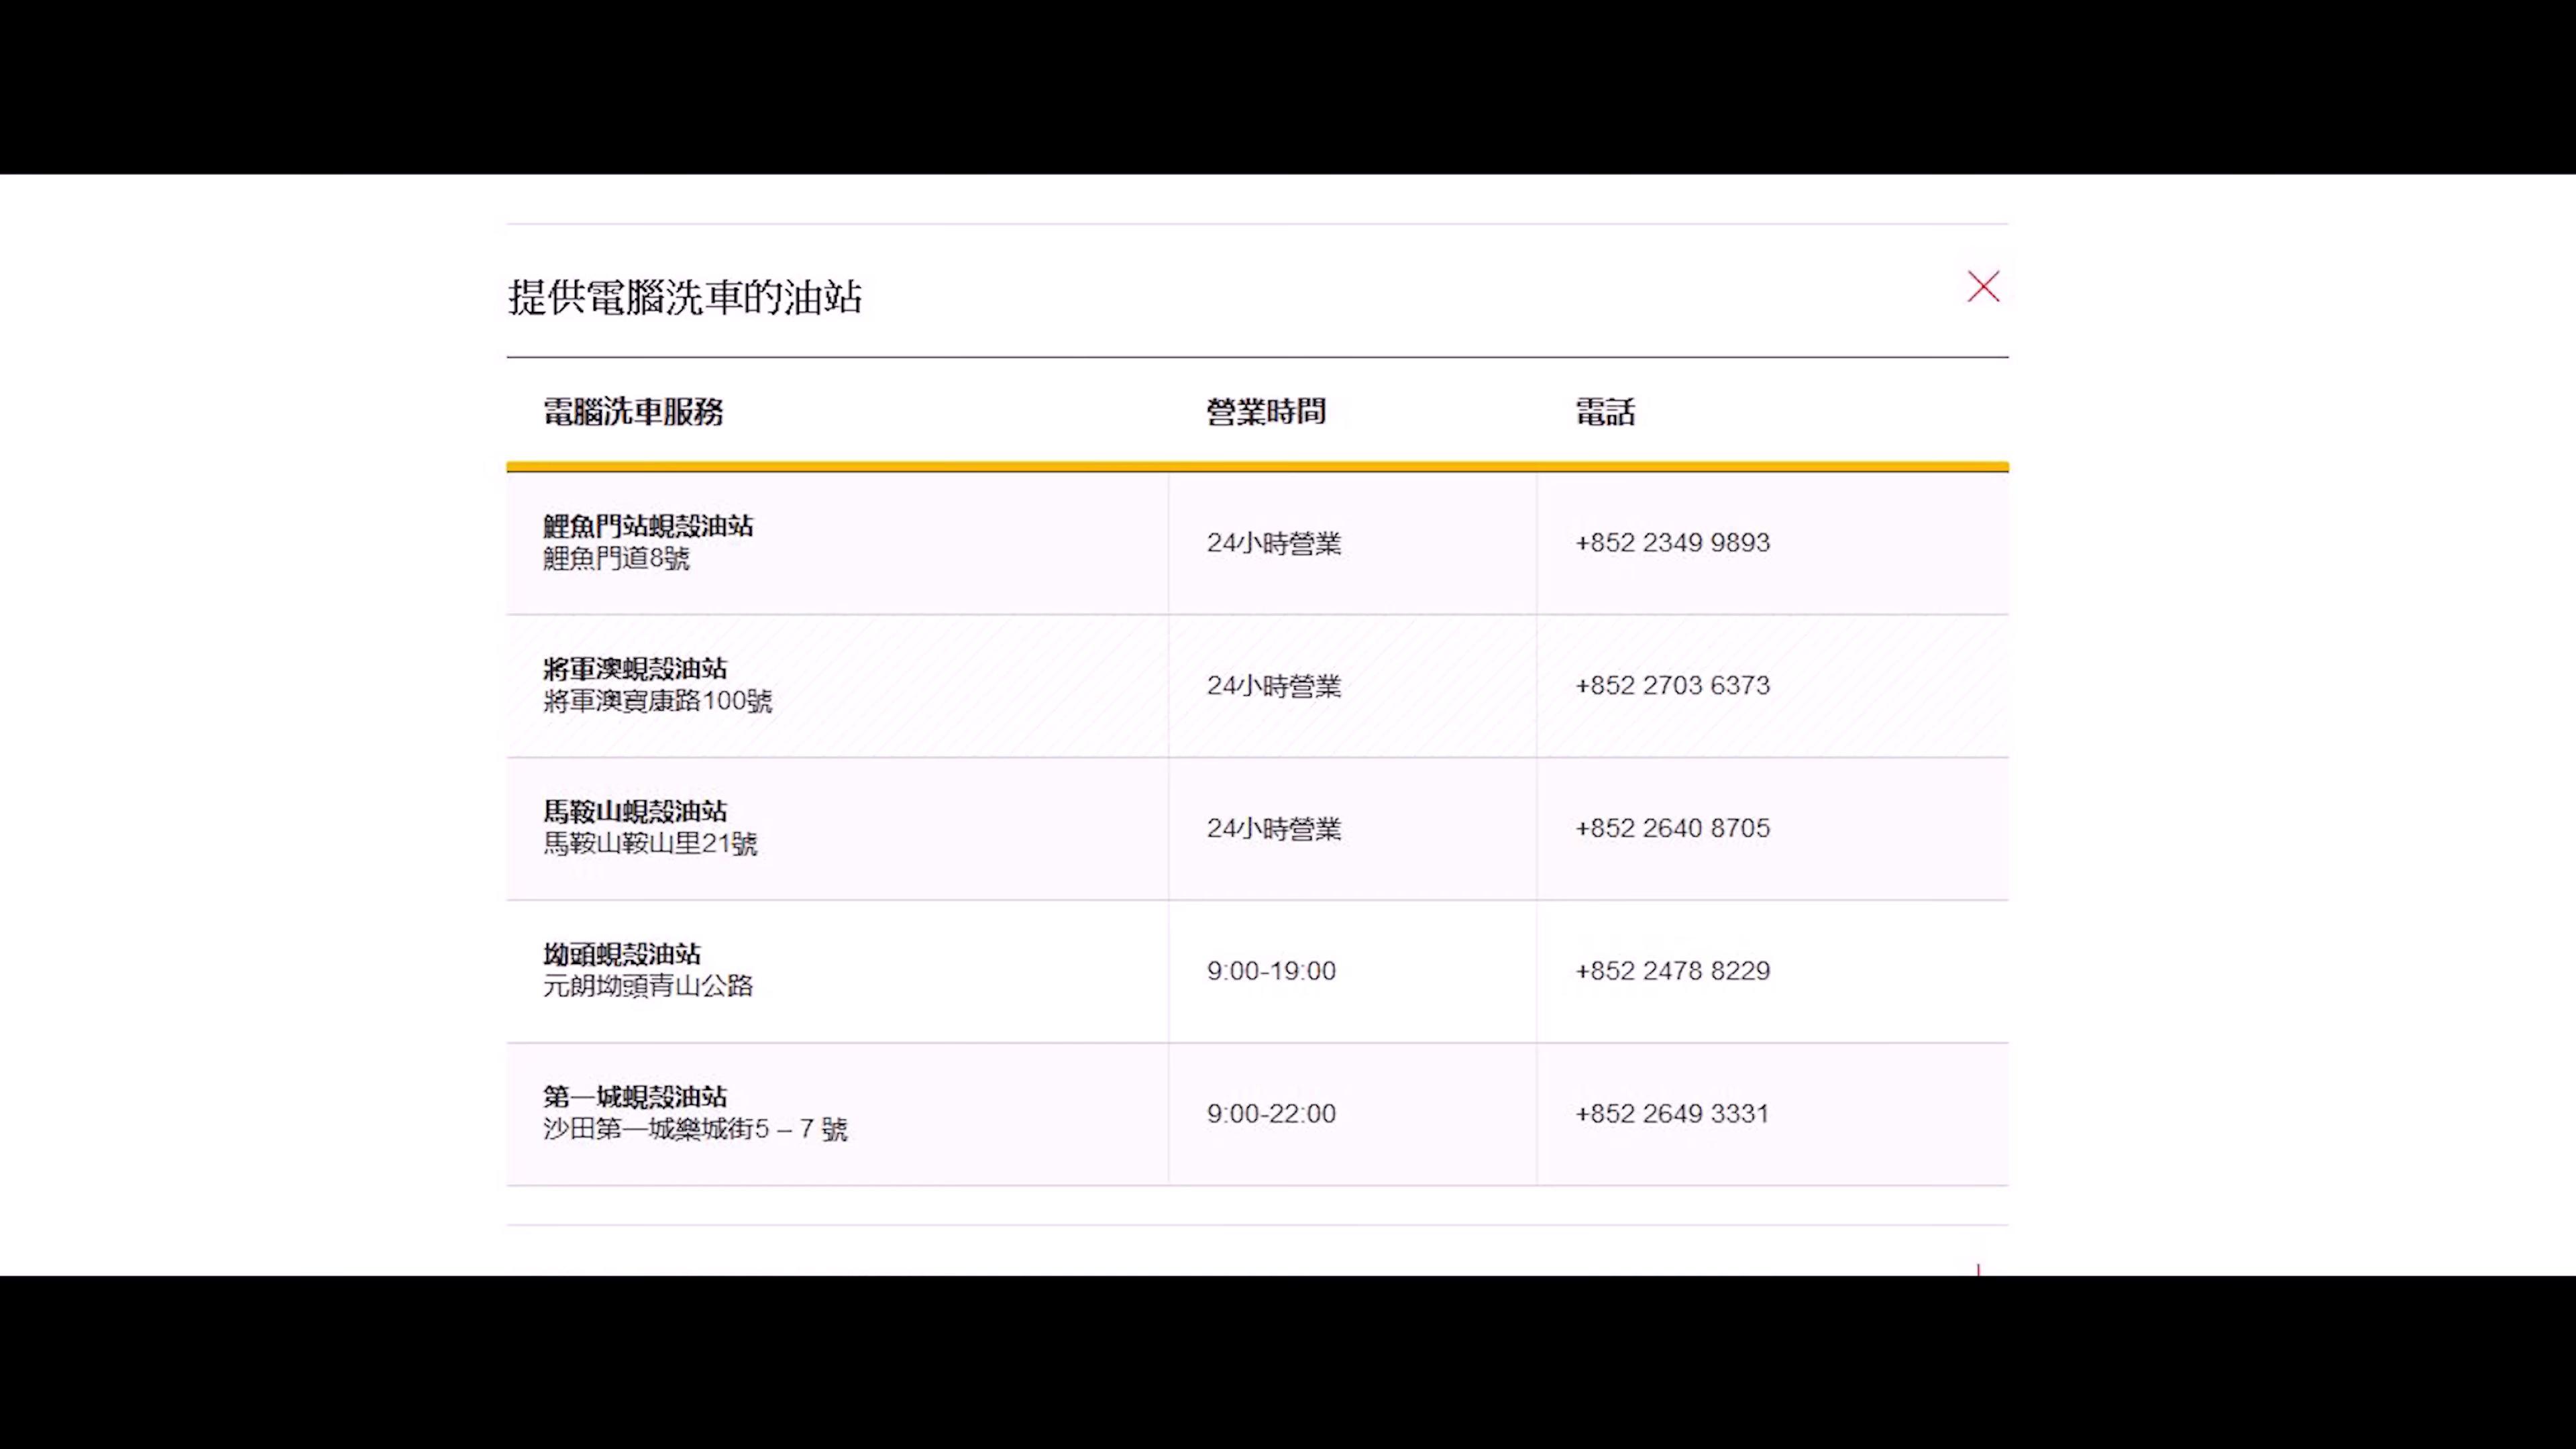 提供電腦洗車的油站
電腦洗車服務 營業時間 電話
鯉魚門站蜆殼油站
鯉魚門道8號
24小時營業 +852 2349 9893
將軍澳蜆殼油站
將軍澳寶康路100號
24小時營業 +852 2703 6373
馬鞍山蜆殼油站
馬鞍山鞍山里21號
24小時營業 +852 2640 8705
坳頭蜆殼油站
元朗坳頭青山公路
9:00-19:00 +852 2478 8229
第一城蜆殼油站
沙田第一城樂城街5 – 7 號
9:00-22:00 +852 2649 3331